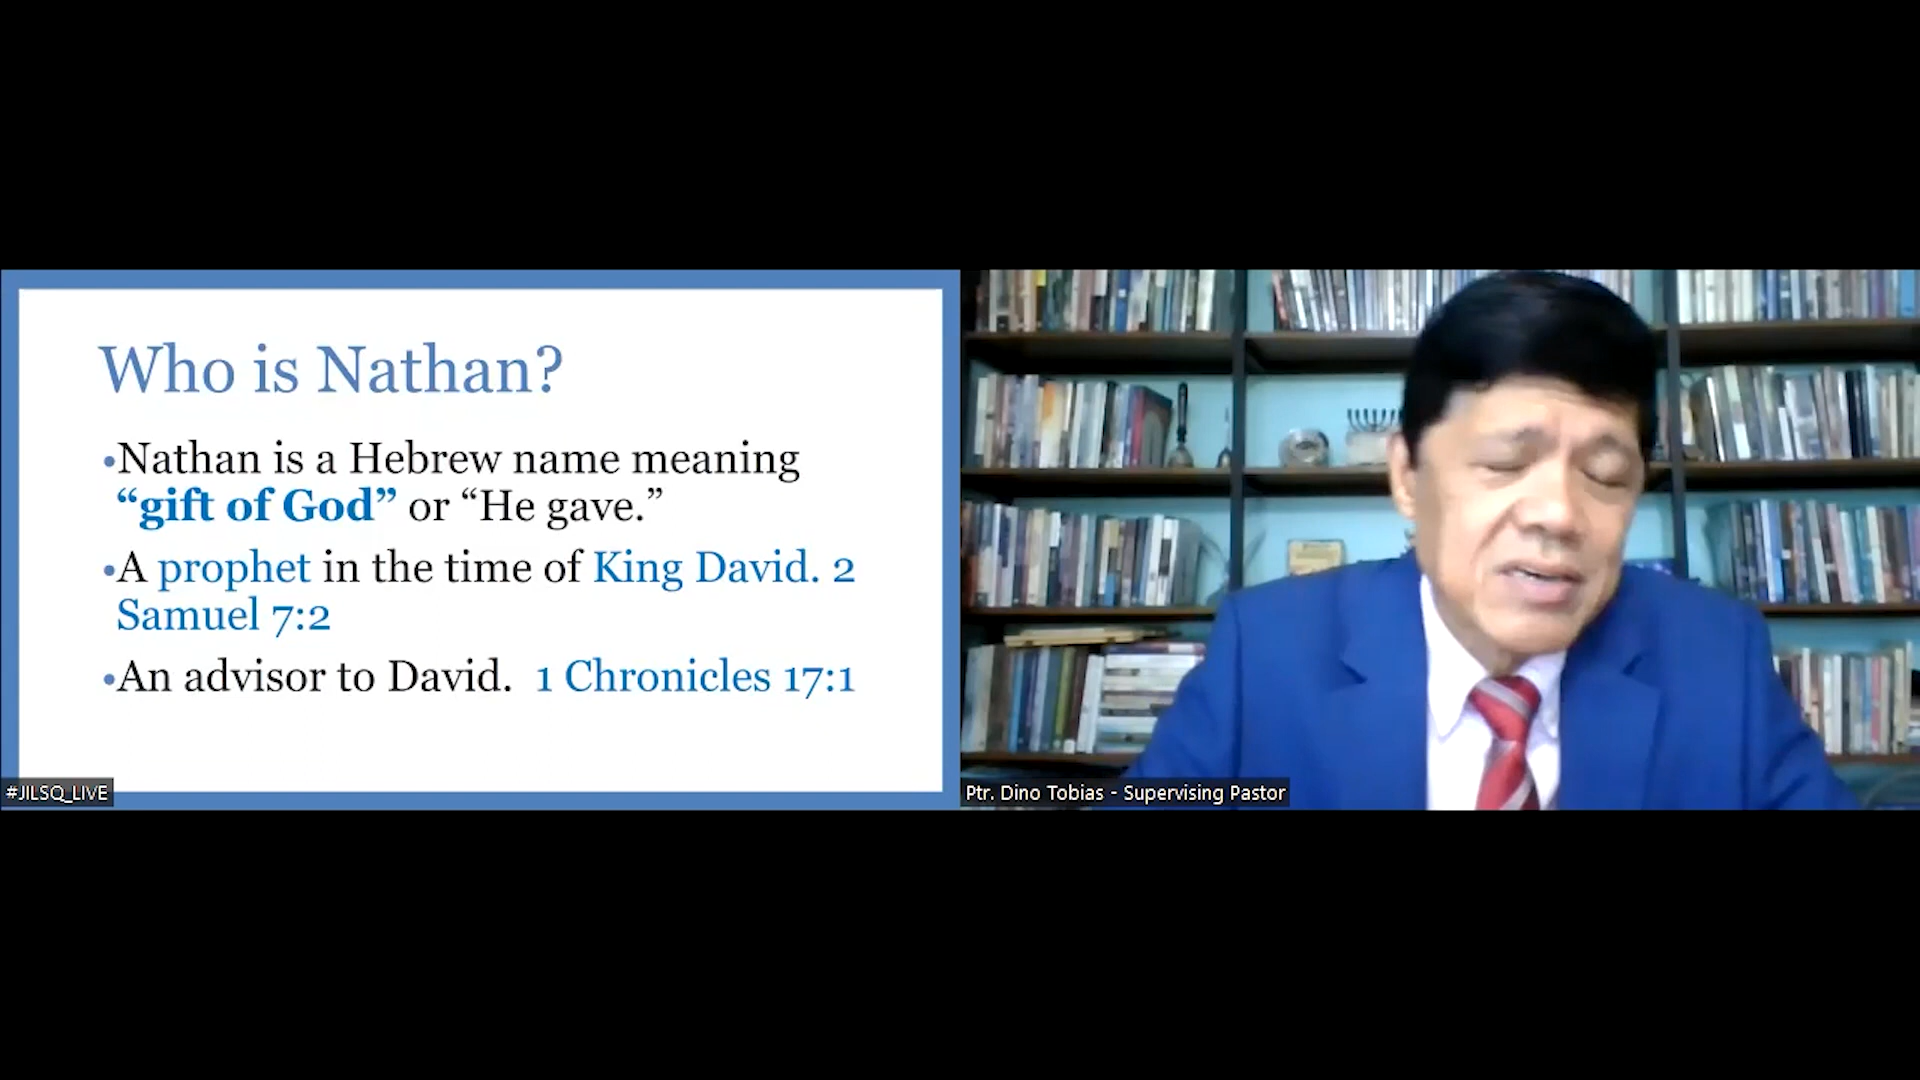 Who is Nathan?
•Nathan is a Hebrew name meaning
“gift of God” or “He gave.”
•A prophet in the time of King David. 2
Samuel 7:2
•An advisor to David. 1 Chronicles 17:1
#JILSQ_LIVE
Ptr. Dino Tobias - Supervising Pastor